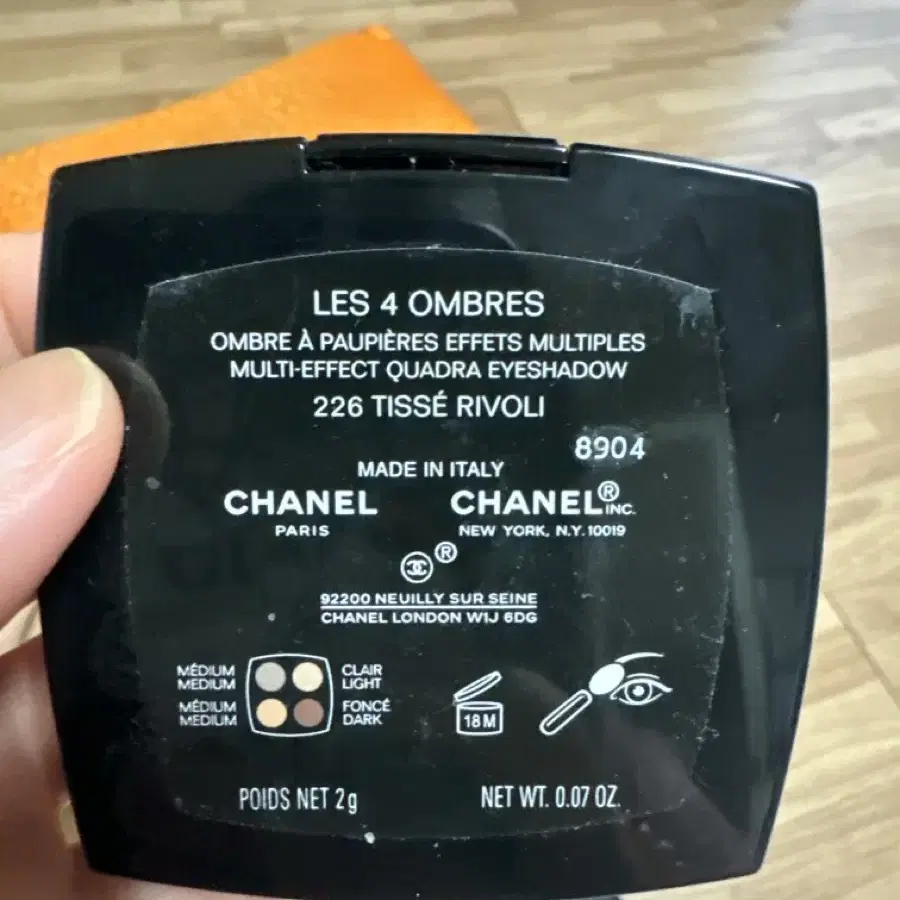 LES 4 OMBRES
OMBRE À PAUPIÈRES EFFETS MULTIPLES
MULTI-EFFECT QUADRA EYESHADOW
226 TISSÉ RIVOLI
8904
MADE IN ITALY
CHANEL CHANEL® INC.
PARIS NEW YORK, N.Y. 10019
®
92200 NEUILLY SUR SEINE
CHANEL LONDON W1J 6DG
MÉDIUM CLAIR
MEDIUM LIGHT
MÉDIUM FONCÉ
MEDIUM DARK
18 M
POIDS NET 2g NET WT. 0.07 OZ.